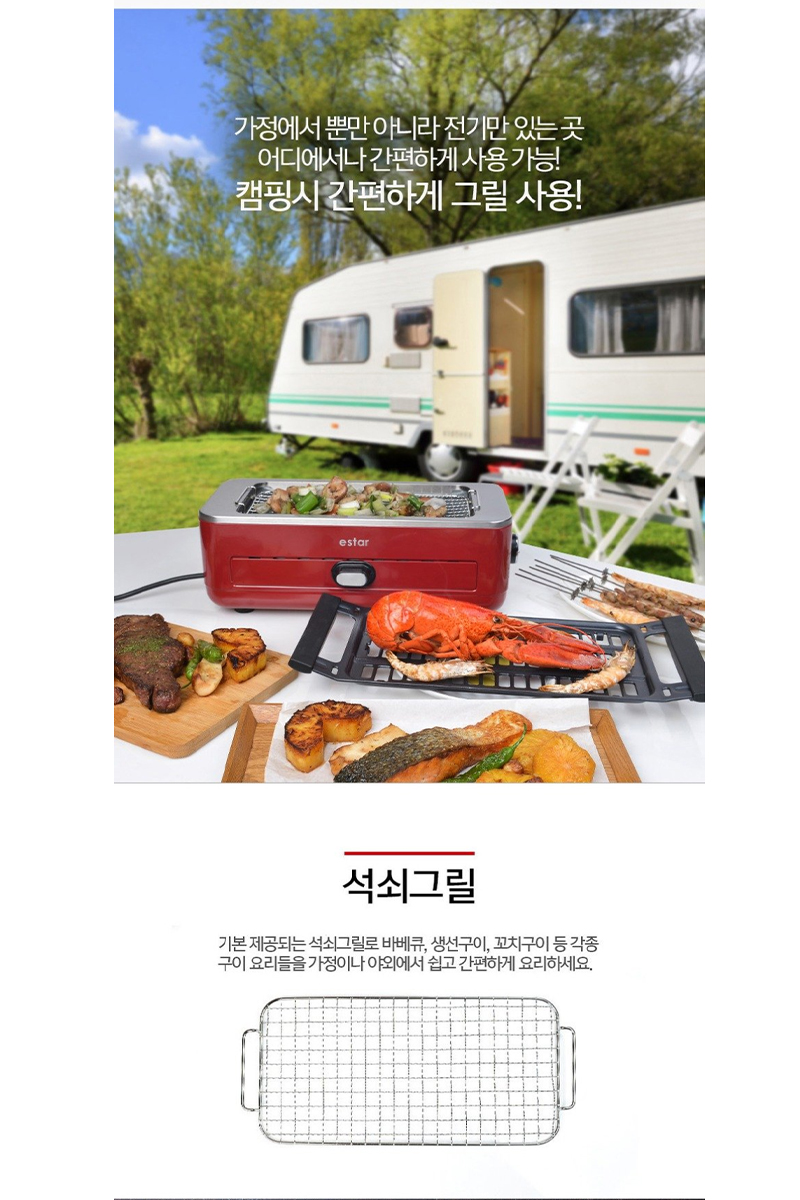 가정에서 뿐만 아니라 전기만 있는 곳
어디에서나 간편하게 사용 가능!
캠핑시 간편하게 그릴 사용!
estar
석쇠그릴
기본 제공되는 석쇠그릴로 바베큐, 생선구이, 꼬치구이 등 각종
구이 요리들을 가정이나 야외에서 쉽고 간편하게 요리하세요.